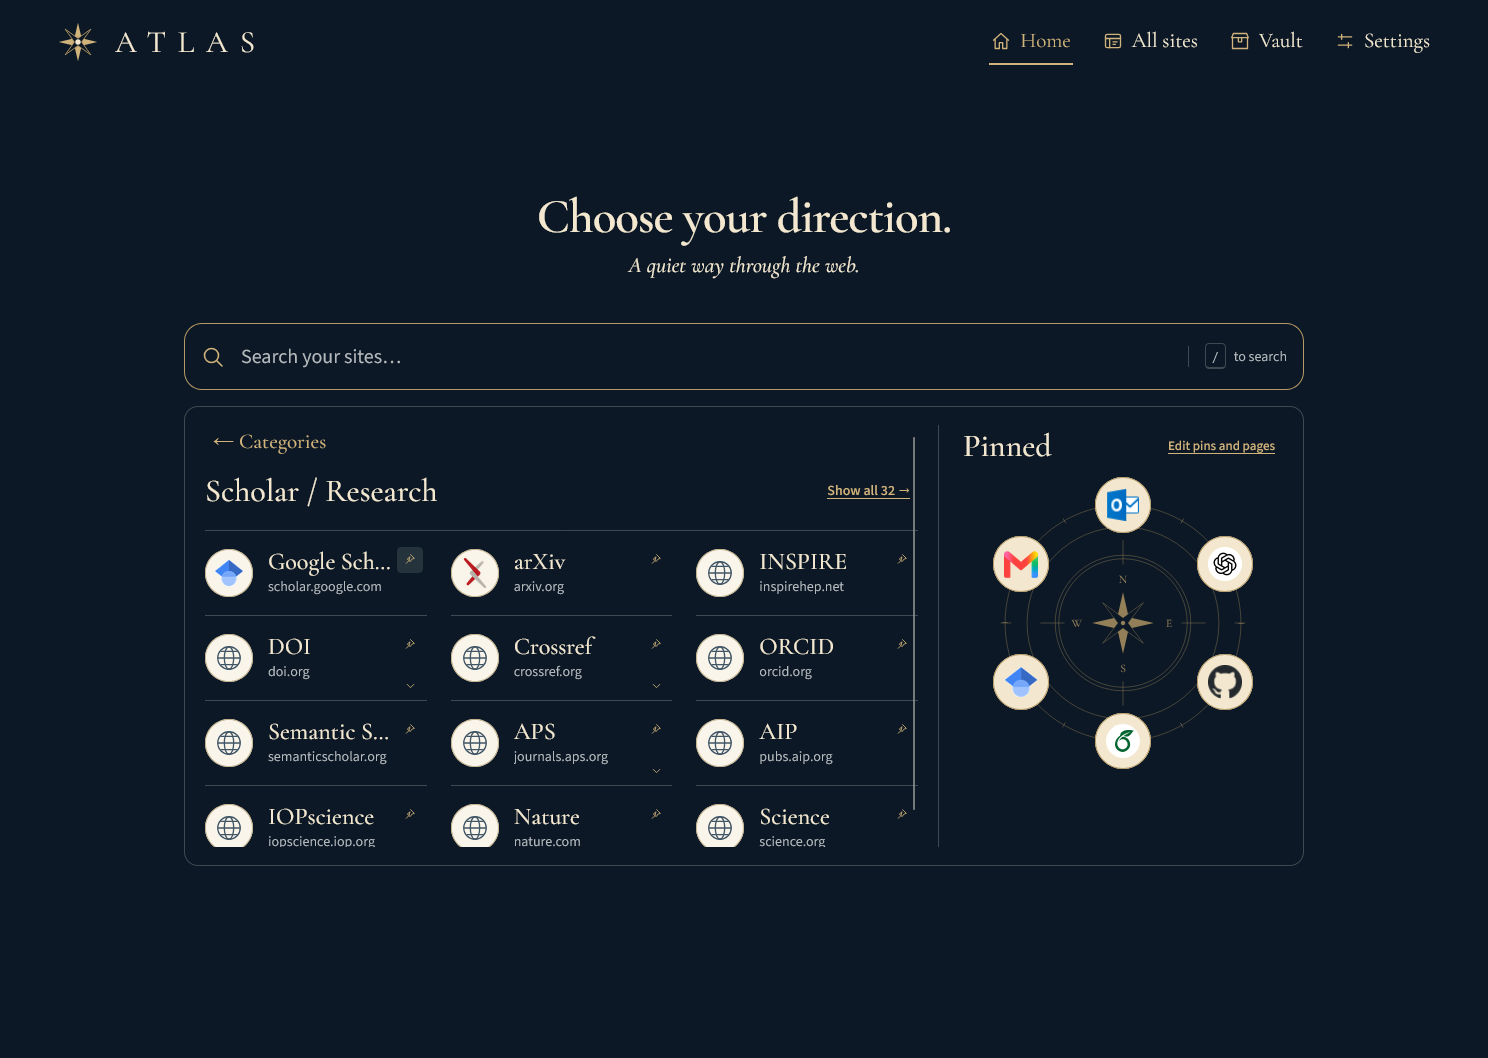 ATLAS
Home
All sites
Vault
Settings
Choose your direction.
A quiet way through the web.
Search your sites...
/ to search
← Categories
Scholar / Research
Show all 32 →
Google Sch...
scholar.google.com
arXiv
arxiv.org
INSPIRE
inspirehep.net
DOI
doi.org
Crossref
crossref.org
ORCID
orcid.org
Semantic S...
semanticscholar.org
APS
journals.aps.org
AIP
pubs.aip.org
IOPscience
iopscience.iop.org
Nature
nature.com
Science
science.org
Pinned
Edit pins and pages
N
W
E
S